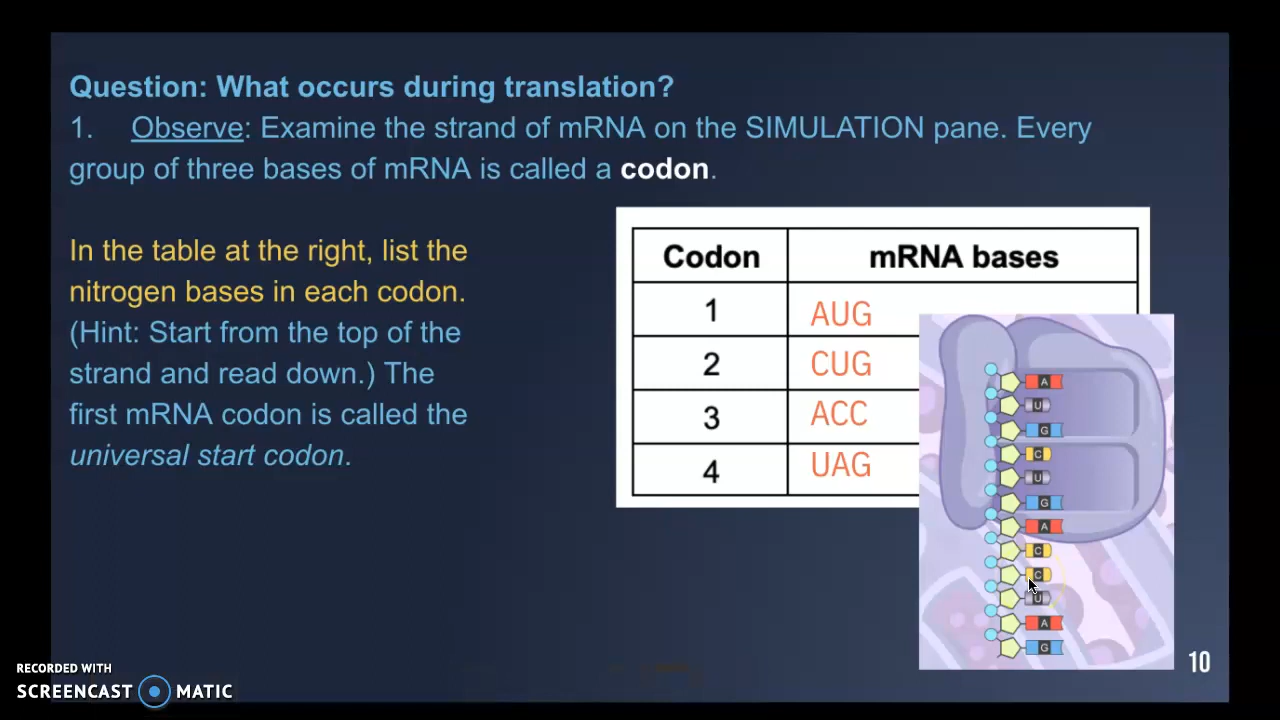 Question: What occurs during translation?
1. Observe: Examine the strand of mRNA on the SIMULATION pane. Every
group of three bases of mRNA is called a codon.
In the table at the right, list the
nitrogen bases in each codon.
(Hint: Start from the top of the
strand and read down.) The
first mRNA codon is called the
universal start codon.
Codon mRNA bases
1 AUG
2 CUG
3 ACC
4 UAG
A
U
G
C
U
G
A
C
C
U
A
G
10
RECORDED WITH
SCREENCAST MATIC